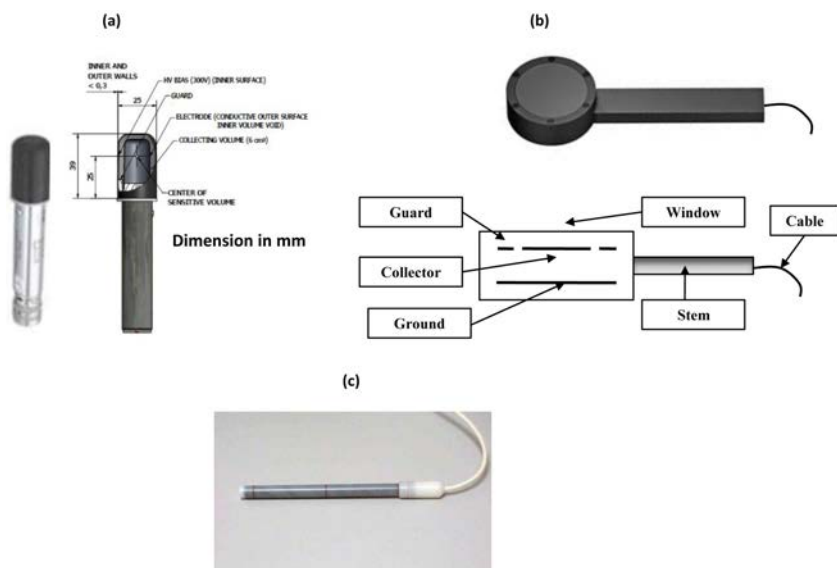 (a)
INNER AND
OUTER WALLS
< 0,3
HV BIAS (300V) (INNER SURFACE)
GUARD
25
ELECTRODE (CONDUCTIVE OUTER SURFACE
INNER VOLUME VOID)
COLLECTING VOLUME (6 cm³)
39
25
CENTER OF
SENSITIVE VOLUME
Dimension in mm
(b)
Guard
Window
Cable
Collector
Ground
Stem
(c)